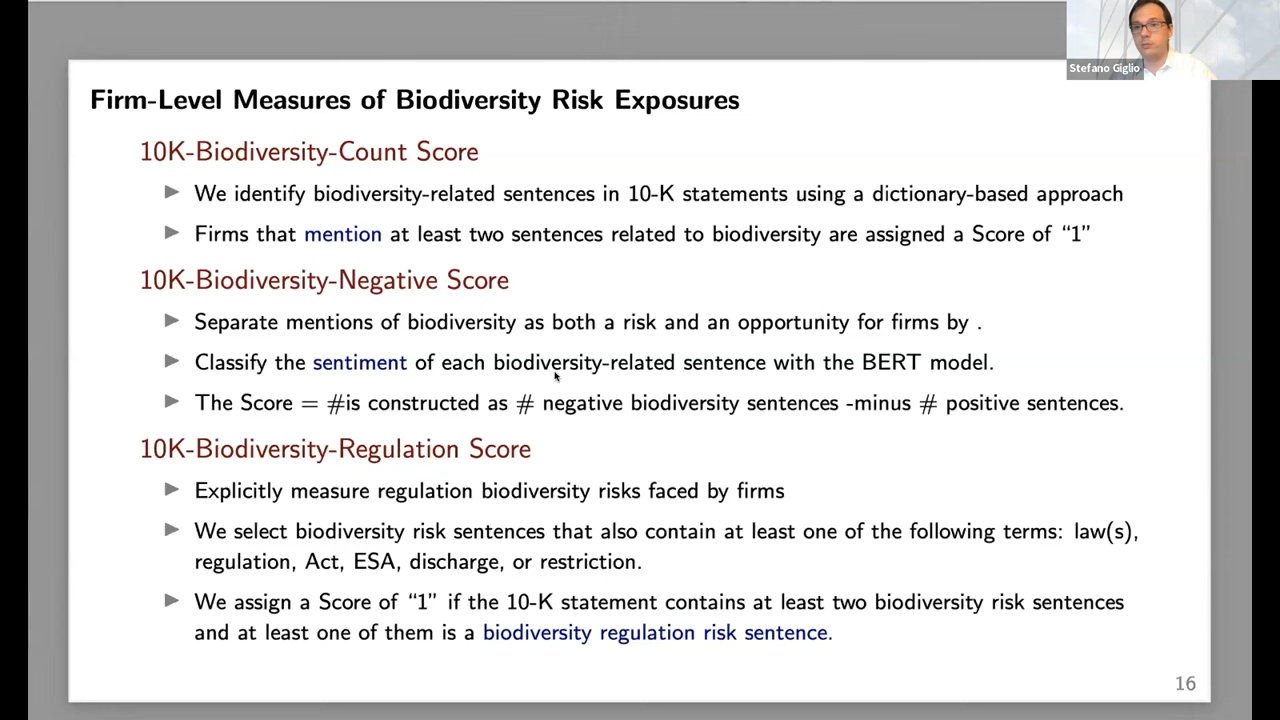 Stefano Giglio
Firm-Level Measures of Biodiversity Risk Exposures
10K-Biodiversity-Count Score
We identify biodiversity-related sentences in 10-K statements using a dictionary-based approach
Firms that mention at least two sentences related to biodiversity are assigned a Score of “1”
10K-Biodiversity-Negative Score
Separate mentions of biodiversity as both a risk and an opportunity for firms by .
Classify the sentiment of each biodiversity-related sentence with the BERT model.
The Score = #is constructed as # negative biodiversity sentences -minus # positive sentences.
10K-Biodiversity-Regulation Score
Explicitly measure regulation biodiversity risks faced by firms
We select biodiversity risk sentences that also contain at least one of the following terms: law(s),
regulation, Act, ESA, discharge, or restriction.
We assign a Score of “1” if the 10-K statement contains at least two biodiversity risk sentences
and at least one of them is a biodiversity regulation risk sentence.
16